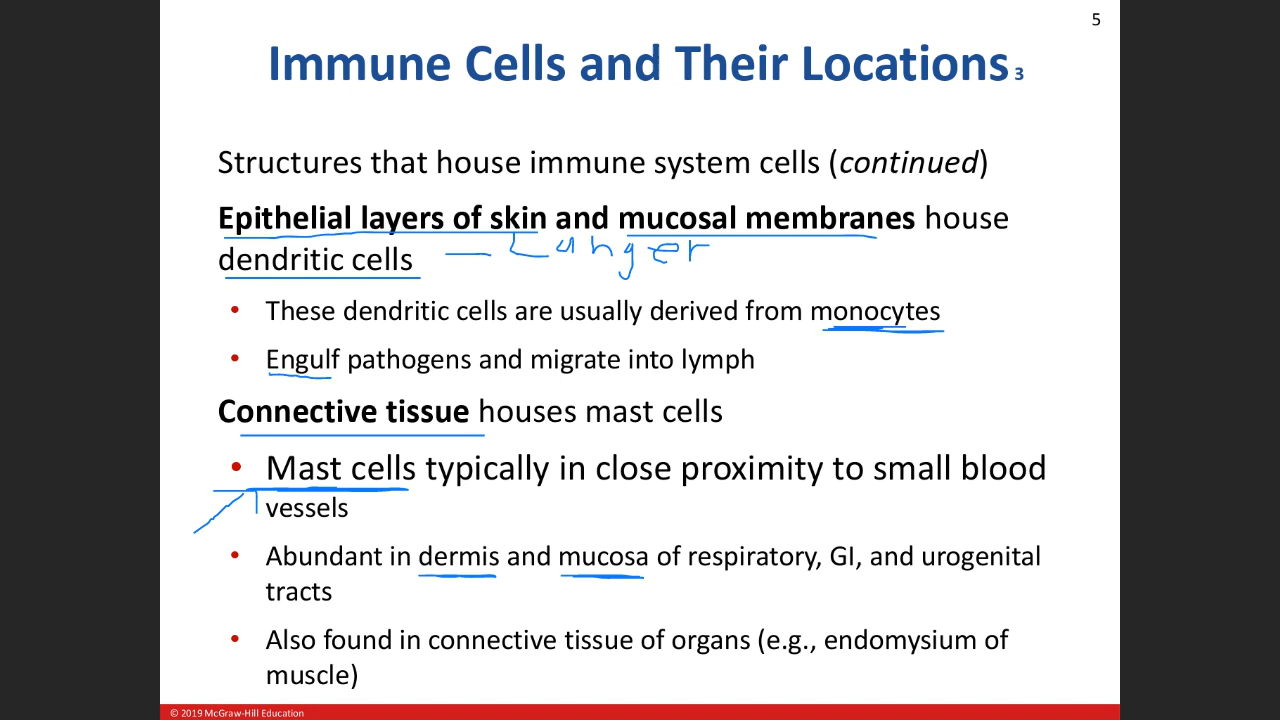 5
Immune Cells and Their Locations 3
Structures that house immune system cells (continued)
Epithelial layers of skin and mucosal membranes house
dendritic cells — Langer
• These dendritic cells are usually derived from monocytes
• Engulf pathogens and migrate into lymph
Connective tissue houses mast cells
• Mast cells typically in close proximity to small blood
vessels
• Abundant in dermis and mucosa of respiratory, GI, and urogenital
tracts
• Also found in connective tissue of organs (e.g., endomysium of
muscle)
© 2019 McGraw-Hill Education